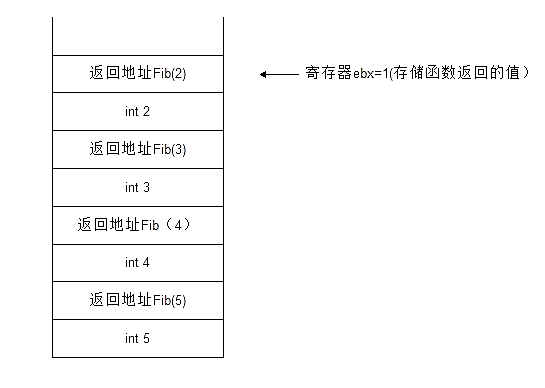 返回地址Fib(2)
寄存器ebx=1(存储函数返回的值）
int 2
返回地址Fib(3)
int 3
返回地址Fib（4）
int 4
返回地址Fib(5)
int 5